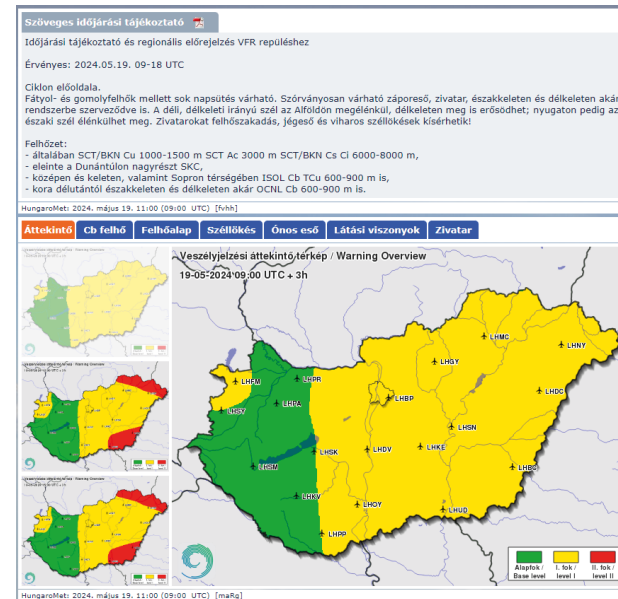 Szöveges időjárási tájékoztató
Időjárási tájékoztató és regionális előrejelzés VFR repüléshez
Érvényes: 2024.05.19. 09-18 UTC
Ciklon előoldala.
Fátyol- és gomolyfelhők mellett sok napsütés várható. Szórványosan várható záporeső, zivatar, északkeleten és délkeleten akár
rendszerbe szerveződve is. A déli, délkeleti irányú szél az Alföldön megélénkül, délkeleten meg is erősödhet; nyugaton pedig az
északi szél élénkülhet meg. Zivatarokat felhőszakadás, jégeső és viharos széllökések kísérhetik!
Felhőzet:
- általában SCT/BKN Cu 1000-1500 m SCT Ac 3000 m SCT/BKN Cs Ci 6000-8000 m,
- eleinte a Dunántúlon nagyrészt SKC,
- középen és keleten, valamint Sopron térségében ISOL Cb TCu 600-900 m is,
- kora délutántól északkeleten és délkeleten akár OCNL Cb 600-900 m is.
HungaroMet: 2024. május 19. 11:00 (09:00 UTC) [fvhh]
Áttekintő Cb felhő Felhőalap Széllökés Ónos eső Látási viszonyok Zivatar
Veszélyjelzési áttekintő térkép / Warning Overview
19-05-2024 09:00 UTC + 3h
LHMC
LHNY
LHGY
LHFM
LHPR
LHDC
LHBP
LHPA
LHSY
LHSN
LHSK
LHDV
LHKE
LHSM
LHBC
LHKV
LHOY
LHUD
LHPP
Alapfok / I. fok / II. fok /
Base level level I level II
HungaroMet: 2024. május 19. 11:00 (09:00 UTC) [maRg]